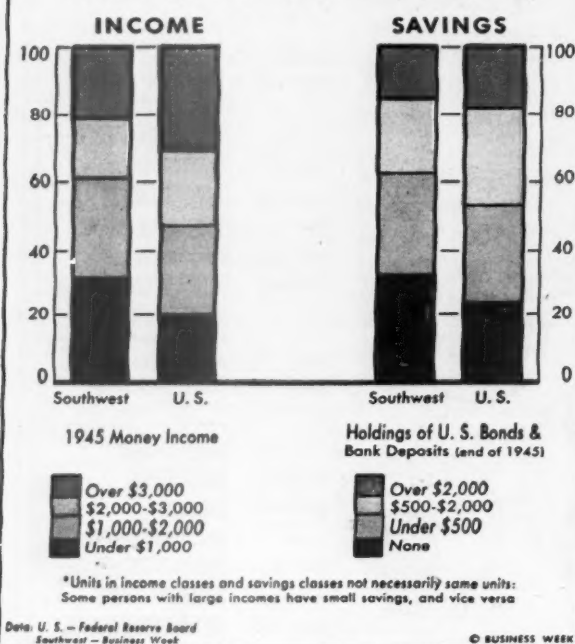 INCOME SAVINGS
100 100
80 80
60 60
40 40
20 20
0 0
Southwest U. S. Southwest U. S.
1945 Money Income
Over $3,000
$2,000-$3,000
$1,000-$2,000
Under $1,000
Holdings of U. S. Bonds &
Bank Deposits (end of 1945)
Over $2,000
$500-$2,000
Under $500
None
*Units in income classes and savings classes not necessarily same units:
Some persons with large incomes have small savings, and vice versa
Data: U. S. — Federal Reserve Board
Southwest — Business Week
© BUSINESS WEEK